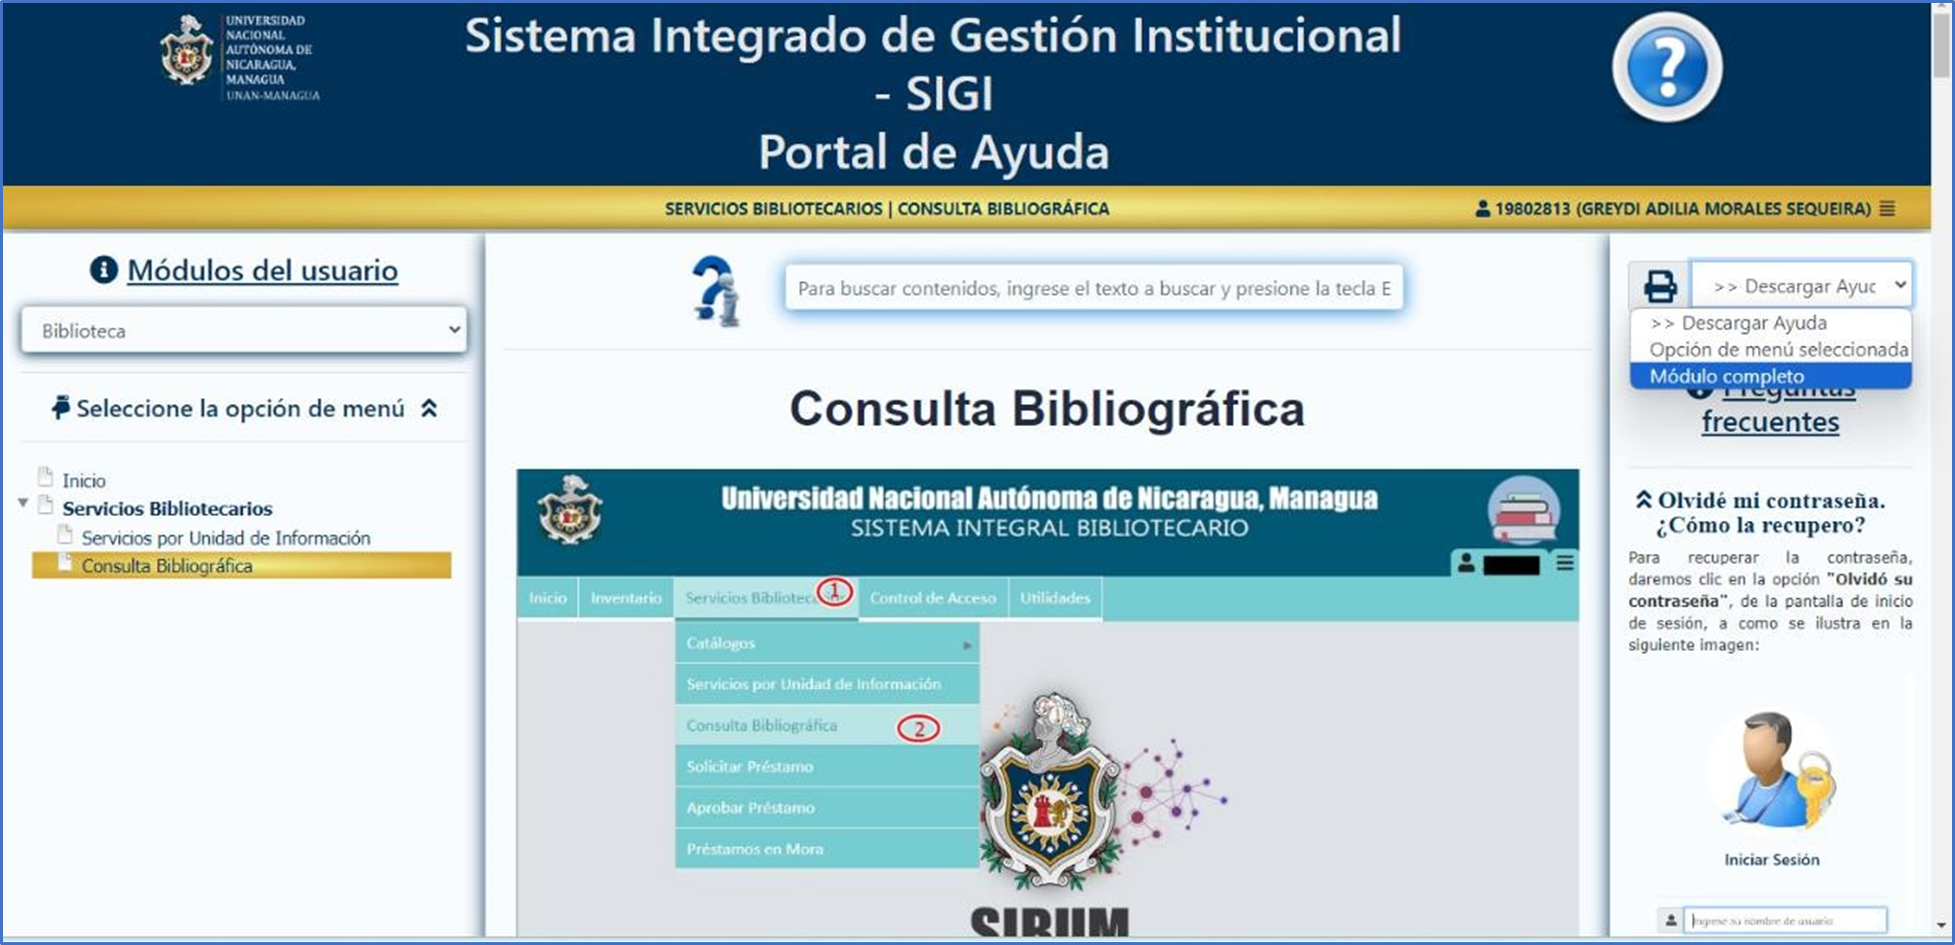 UNIVERSIDAD
NACIONAL
AUTÓNOMA DE
NICARAGUA,
MANAGUA
UNAN-MANAGUA
Sistema Integrado de Gestión Institucional
- SIGI
Portal de Ayuda
?
SERVICIOS BIBLIOTECARIOS | CONSULTA BIBLIOGRÁFICA
19802813 (GREYDI ADILIA MORALES SEQUEIRA)
Módulos del usuario
Biblioteca
Seleccione la opción de menú
Inicio
Servicios Bibliotecarios
Servicios por Unidad de Información
Consulta Bibliográfica
Para buscar contenidos, ingrese el texto a buscar y presione la tecla E
Consulta Bibliográfica
Universidad Nacional Autónoma de Nicaragua, Managua
SISTEMA INTEGRAL BIBLIOTECARIO
Inicio
Inventario
Servicios
1
Control de Acceso
Utilidades
Catálogos
Servicios por Unidad de Información
Consulta Bibliográfica
2
Solicitar Préstamo
Aprobar Préstamo
Préstamos en Mora
>> Descargar Ayuc
>> Descargar Ayuda
Opción de menú seleccionada
Módulo completo
Preguntas
frecuentes
Olvidé mi contraseña.
¿Cómo la recupero?
Para recuperar la contraseña,
daremos clic en la opción "Olvidó su
contraseña", de la pantalla de inicio
de sesión, a como se ilustra en la
siguiente imagen:
Iniciar Sesión
Ingrese su nombre de usuario